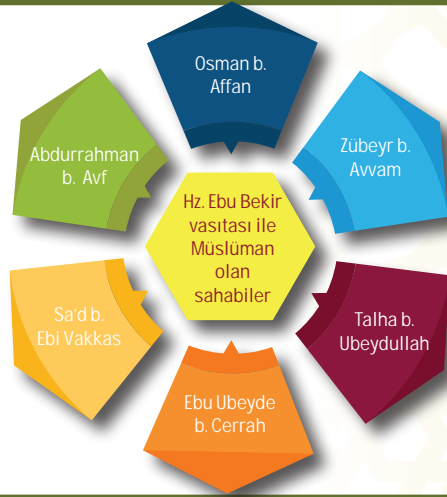 Osman b.
Affan
Zübeyr b.
Avvam
Talha b.
Ubeydullah
Ebu Ubeyde
b. Cerrah
Sa'd b.
Ebi Vakkas
Abdurrahman
b. Avf
Hz. Ebu Bekir
vasıtası ile
Müslüman
olan
sahabiler